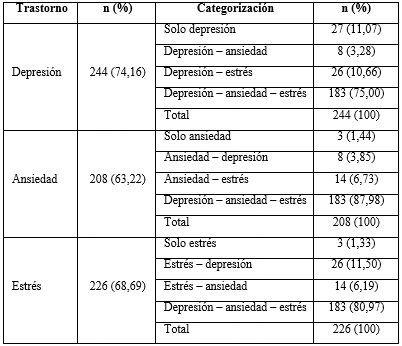 Trastorno n (%) Categorización n (%)
Depresión 244 (74,16) Solo depresión 27 (11,07)
Depresión – ansiedad 8 (3,28)
Depresión – estrés 26 (10,66)
Depresión – ansiedad – estrés 183 (75,00)
Total 244 (100)
Ansiedad 208 (63,22) Solo ansiedad 3 (1,44)
Ansiedad – depresión 8 (3,85)
Ansiedad – estrés 14 (6,73)
Depresión – ansiedad – estrés 183 (87,98)
Total 208 (100)
Estrés 226 (68,69) Solo estrés 3 (1,33)
Estrés – depresión 26 (11,50)
Estrés – ansiedad 14 (6,19)
Depresión – ansiedad – estrés 183 (80,97)
Total 226 (100)